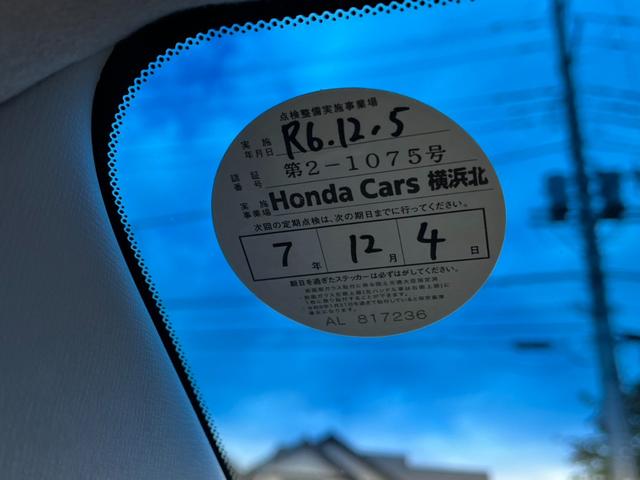 点検整備実施事業場
実施年月日 R6.12.5
認証番号 第2-1075号
実施事業場 Honda Cars 横浜北
次回の定期点検は、次の期日までに行ってください。
7年 12月 4日
期日を過ぎたステッカーは必ずはがしてください。
AL 817236